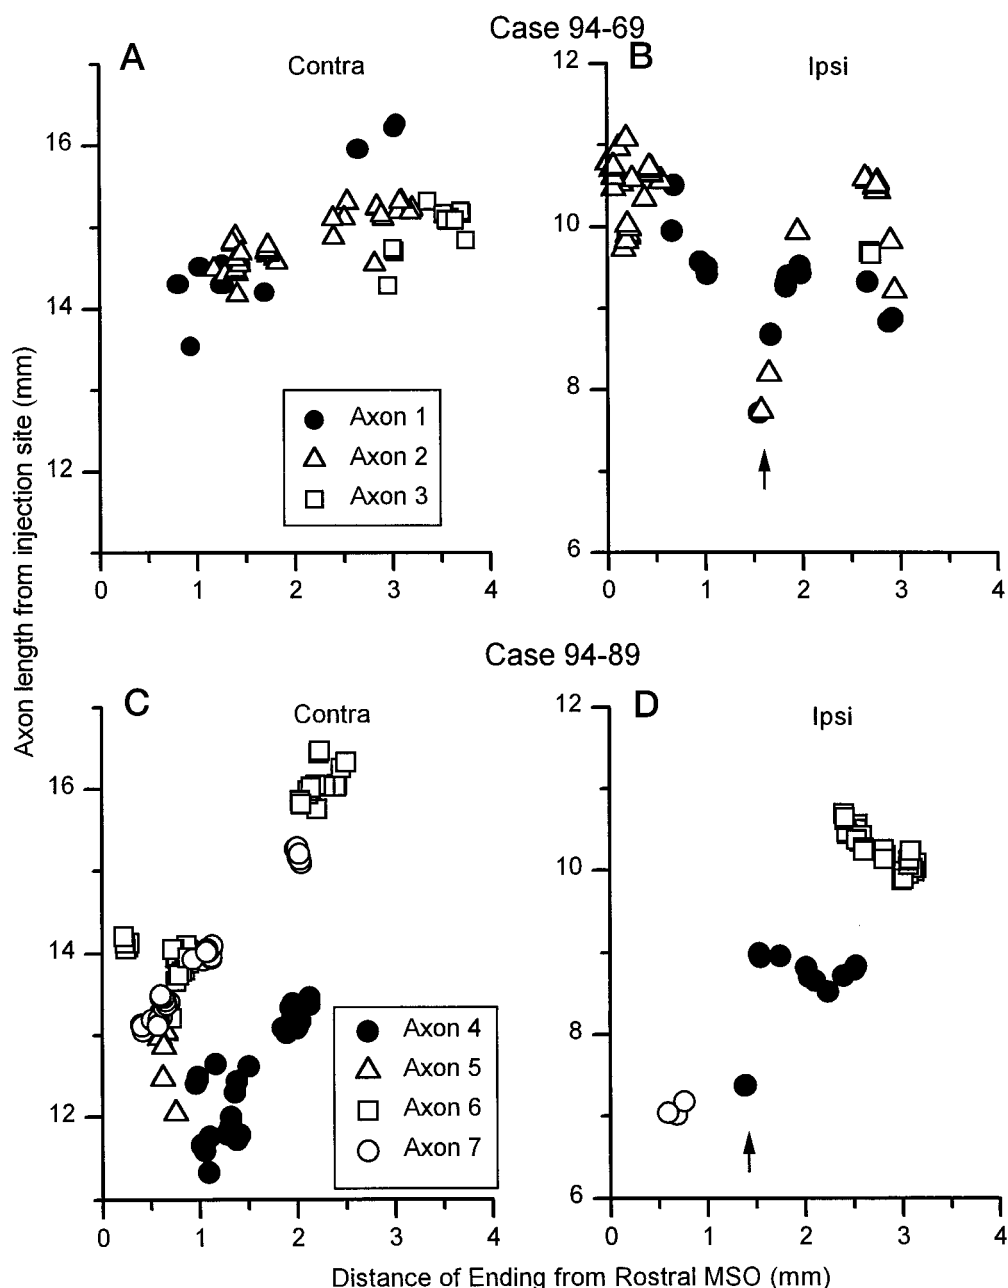 Case 94-69
A
Contra
B
Ipsi
16
14
12
12
10
8
6
Axon 1
Axon 2
Axon 3
0 1 2 3 4
0 1 2 3 4
Axon length from injection site (mm)
Case 94-89
C
Contra
D
Ipsi
16
14
12
12
10
8
6
Axon 4
Axon 5
Axon 6
Axon 7
0 1 2 3 4
0 1 2 3 4
Distance of Ending from Rostral MSO (mm)